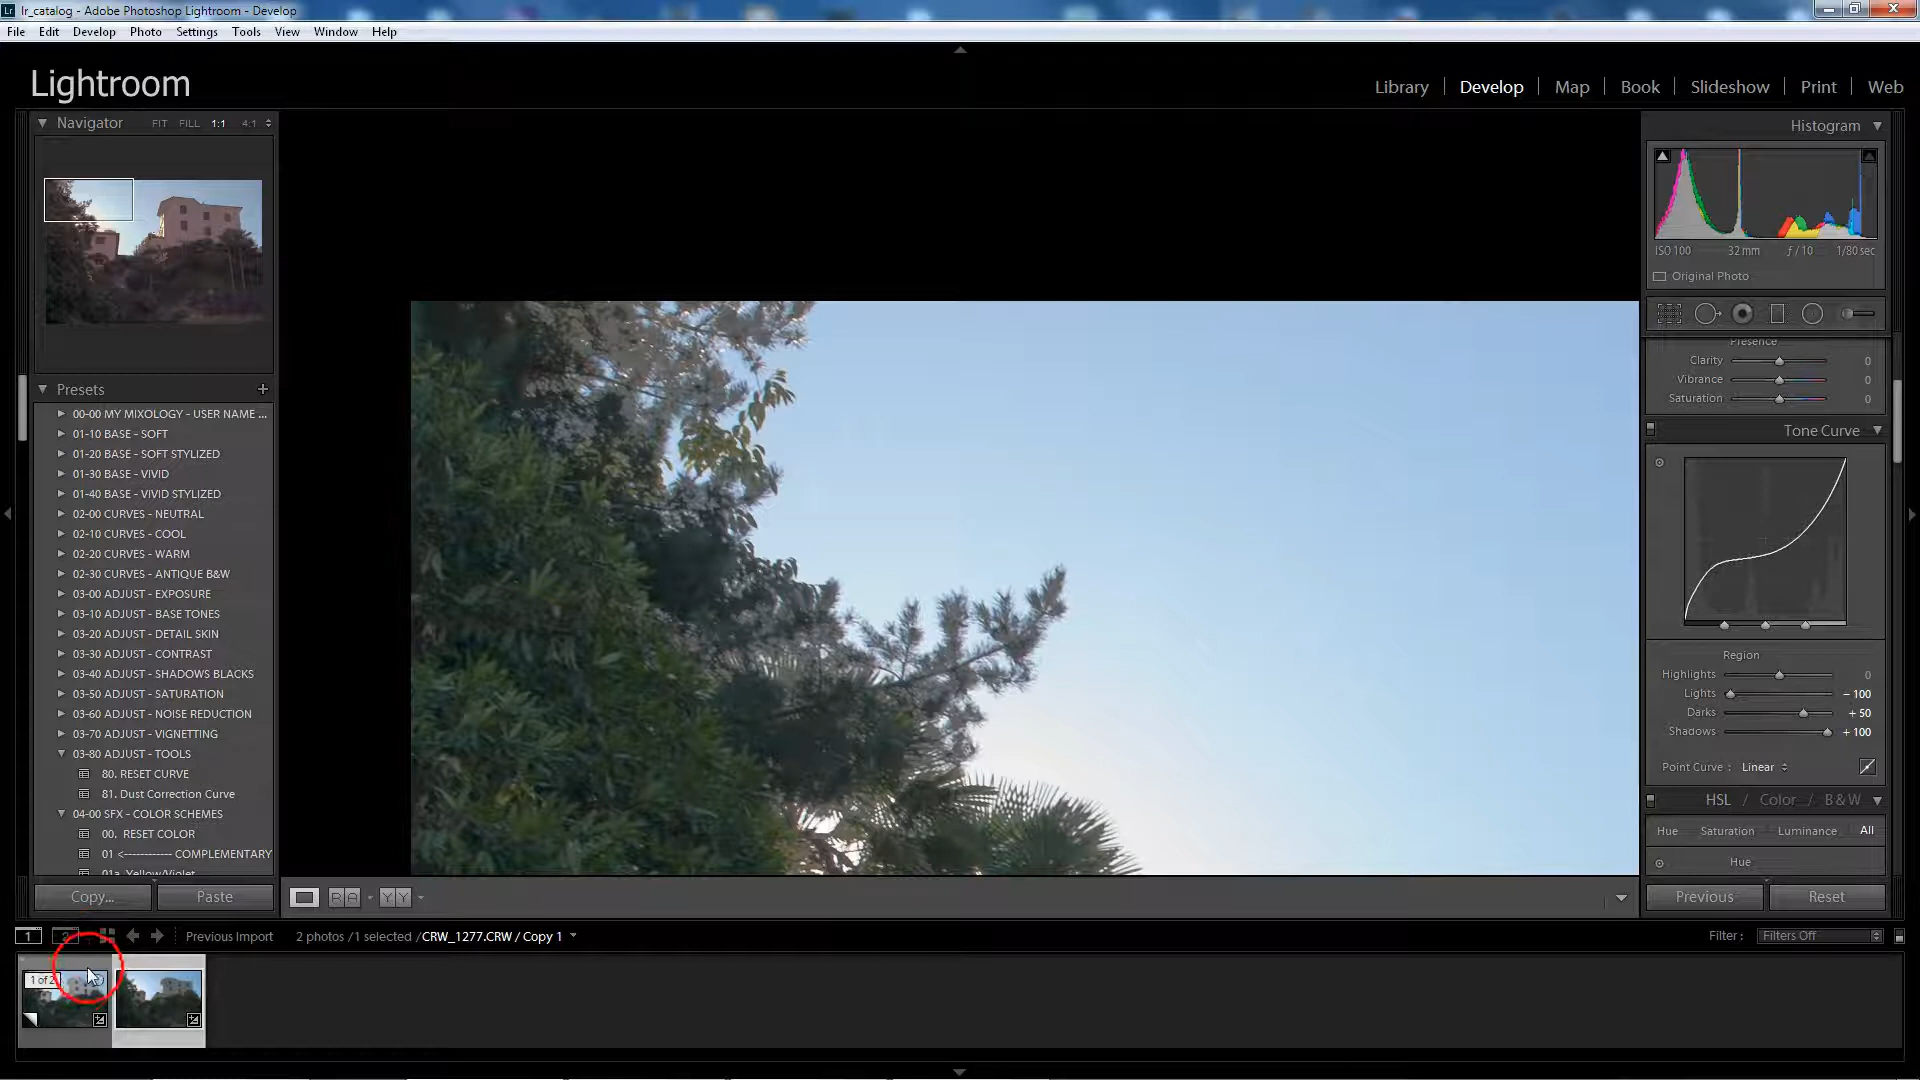 Lr lr_catalog - Adobe Photoshop Lightroom - Develop
File Edit Develop Photo Settings Tools View Window Help
Lightroom
Library Develop Map Book Slideshow Print Web
Navigator FIT FILL 1:1 4:1
Histogram
ISO 100 32 mm ƒ / 10 1/80 sec
Original Photo
Presence
Clarity 0
Vibrance 0
Saturation 0
Presets +
00-00 MY MIXOLOGY - USER NAME ...
01-10 BASE - SOFT
01-20 BASE - SOFT STYLIZED
01-30 BASE - VIVID
01-40 BASE - VIVID STYLIZED
02-00 CURVES - NEUTRAL
02-10 CURVES - COOL
02-20 CURVES - WARM
02-30 CURVES - ANTIQUE B&W
03-00 ADJUST - EXPOSURE
03-10 ADJUST - BASE TONES
03-20 ADJUST - DETAIL SKIN
03-30 ADJUST - CONTRAST
03-40 ADJUST - SHADOWS BLACKS
03-50 ADJUST - SATURATION
03-60 ADJUST - NOISE REDUCTION
03-70 ADJUST - VIGNETTING
03-80 ADJUST - TOOLS
80. RESET CURVE
81. Dust Correction Curve
04-00 SFX - COLOR SCHEMES
00. RESET COLOR
01 <------------ COMPLEMENTARY
01a. Yellow/Violet
Copy... Paste
Tone Curve
Region
Highlights 0
Lights - 100
Darks + 50
Shadows + 100
Point Curve : Linear
HSL / Color / B & W
Hue Saturation Luminance All
Hue
Previous Reset
R A Y Y
1 2 Previous Import 2 photos / 1 selected / CRW_1277.CRW / Copy 1
Filter : Filters Off
1 of 2